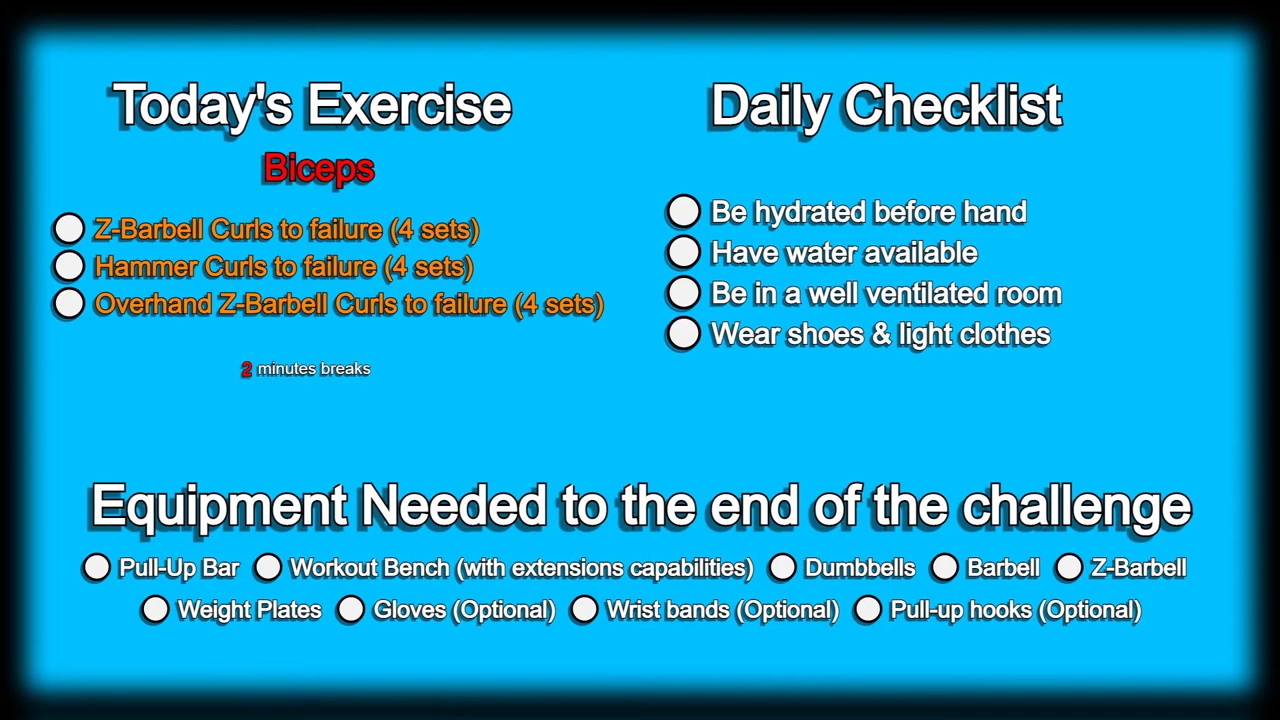 Today's Exercise
Biceps
Z-Barbell Curls to failure (4 sets)
Hammer Curls to failure (4 sets)
Overhand Z-Barbell Curls to failure (4 sets)
2 minutes breaks
Daily Checklist
Be hydrated before hand
Have water available
Be in a well ventilated room
Wear shoes & light clothes
Equipment Needed to the end of the challenge
Pull-Up Bar Workout Bench (with extensions capabilities) Dumbbells Barbell Z-Barbell
Weight Plates Gloves (Optional) Wrist bands (Optional) Pull-up hooks (Optional)